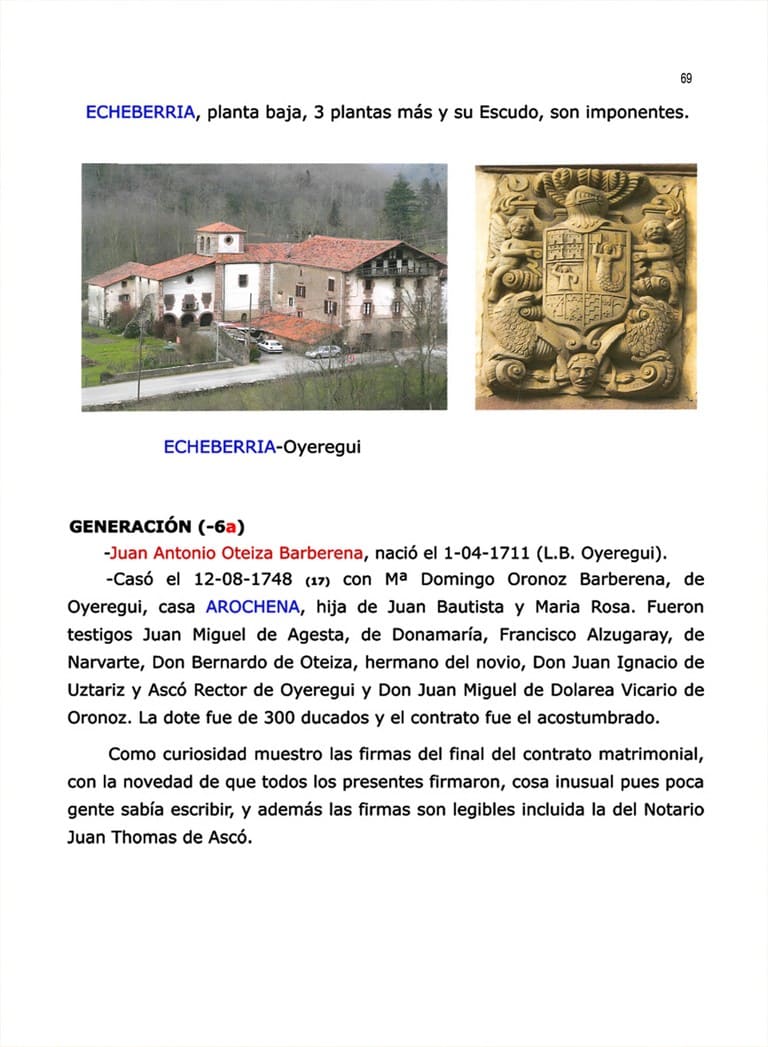 69
ECHEBERRIA, planta baja, 3 plantas más y su Escudo, son imponentes.
ECHEBERRIA-Oyeregui
GENERACIÓN (-6a)
-Juan Antonio Oteiza Barberena, nació el 1-04-1711 (L.B. Oyeregui).
-Casó el 12-08-1748 (17) con Mª Domingo Oronoz Barberena, de
Oyeregui, casa AROCHENA, hija de Juan Bautista y Maria Rosa. Fueron
testigos Juan Miguel de Agesta, de Donamaría, Francisco Alzugaray, de
Narvarte, Don Bernardo de Oteiza, hermano del novio, Don Juan Ignacio de
Uztariz y Ascó Rector de Oyeregui y Don Juan Miguel de Dolarea Vicario de
Oronoz. La dote fue de 300 ducados y el contrato fue el acostumbrado.
Como curiosidad muestro las firmas del final del contrato matrimonial,
con la novedad de que todos los presentes firmaron, cosa inusual pues poca
gente sabía escribir, y además las firmas son legibles incluida la del Notario
Juan Thomas de Ascó.